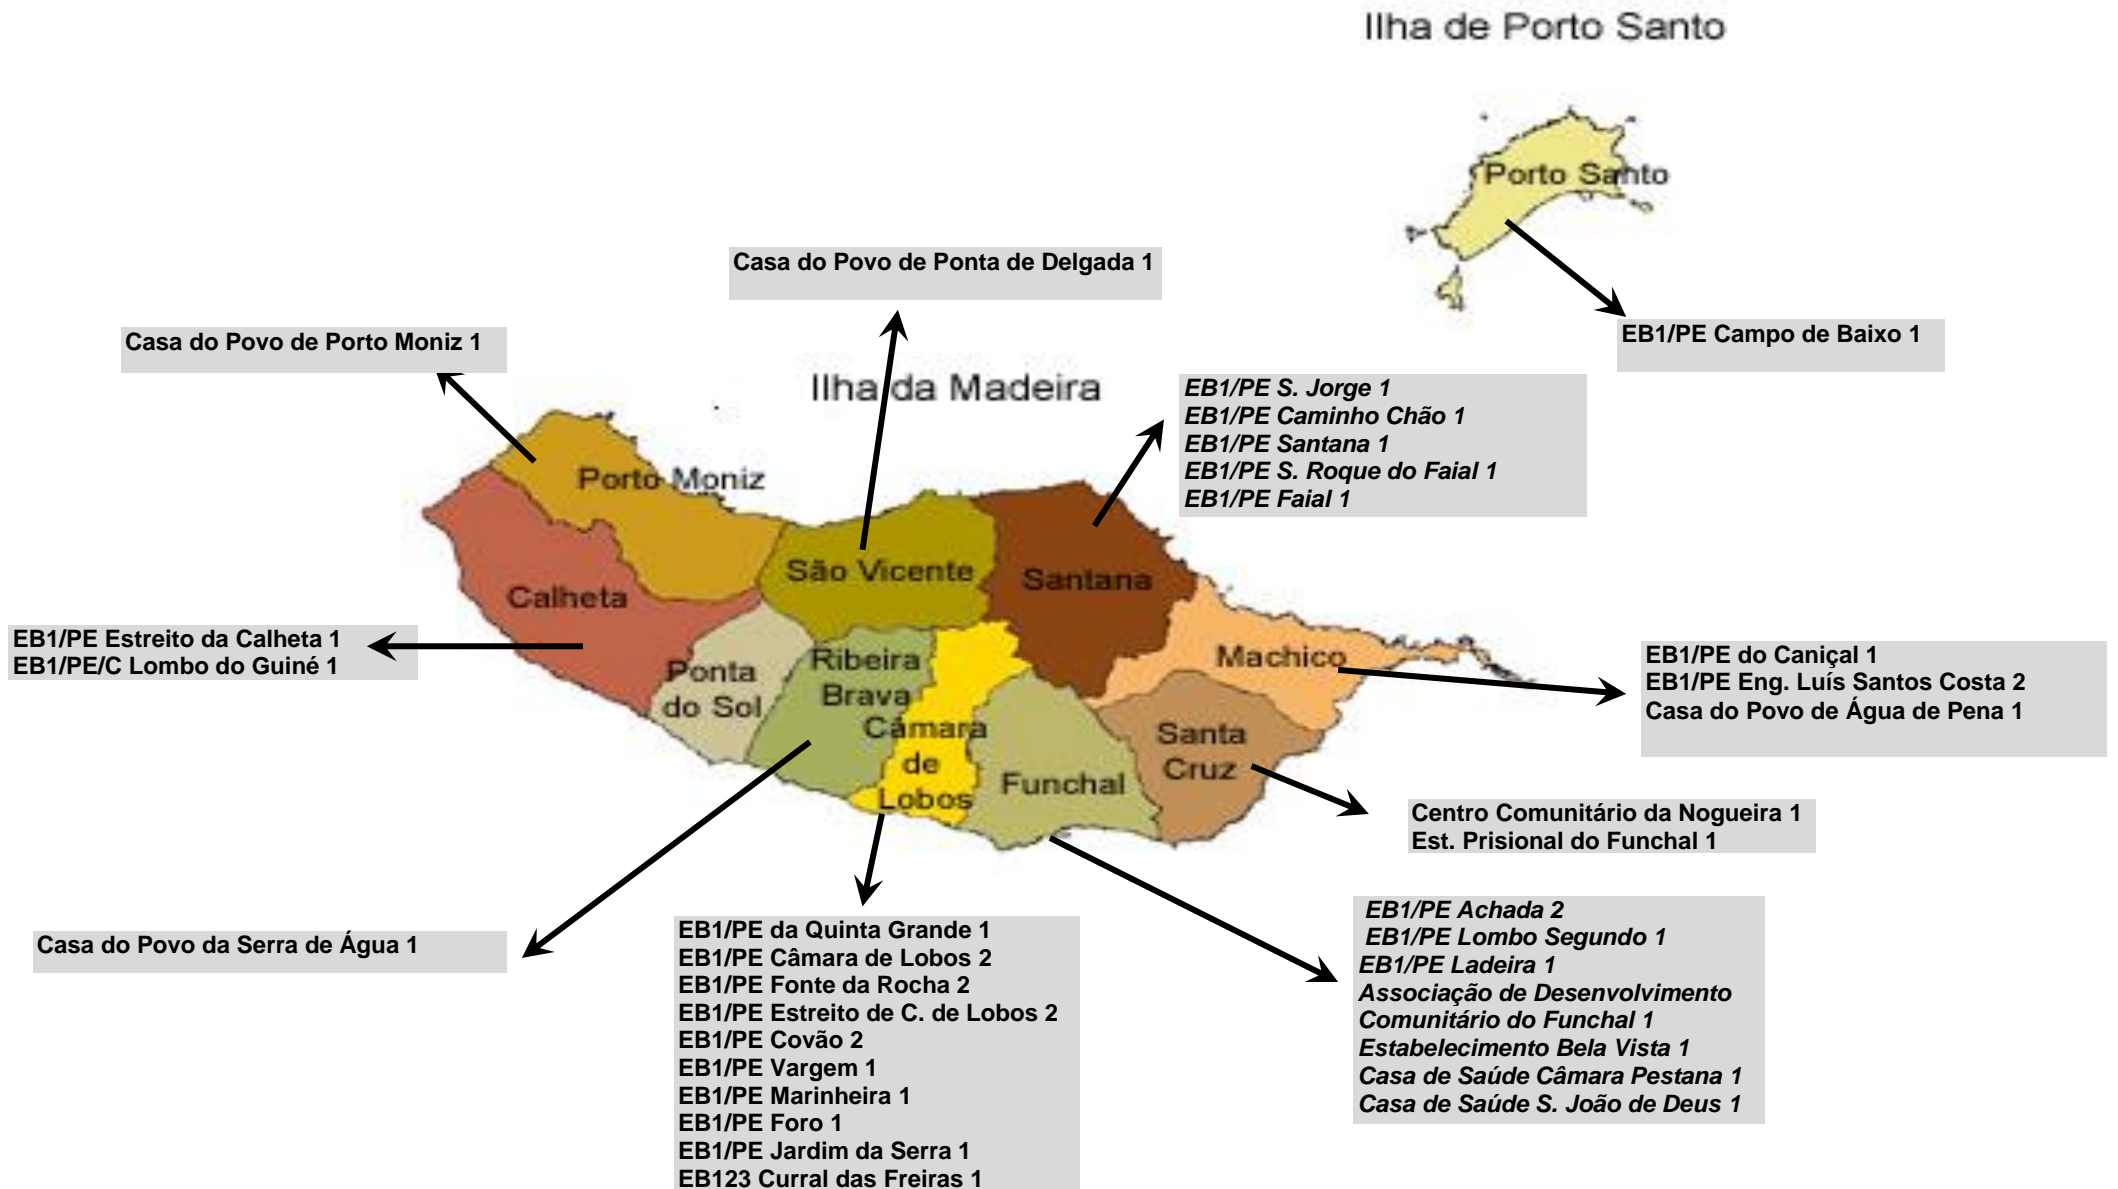 Ilha de Porto Santo
Porto Santo
Casa do Povo de Ponta de Delgada 1
EB1/PE Campo de Baixo 1
Casa do Povo de Porto Moniz 1
Ilha da Madeira
EB1/PE S. Jorge 1
EB1/PE Caminho Chão 1
EB1/PE Santana 1
EB1/PE S. Roque do Faial 1
EB1/PE Faial 1
Porto Moniz
São Vicente
Santana
Calheta
EB1/PE Estreito da Calheta 1
EB1/PE/C Lombo do Guiné 1
Ponta
do Sol
Ribeira
Brava
Câmara
de
Lobos
Funchal
Machico
Santa
Cruz
EB1/PE do Caniçal 1
EB1/PE Eng. Luís Santos Costa 2
Casa do Povo de Água de Pena 1
Centro Comunitário da Nogueira 1
Est. Prisional do Funchal 1
Casa do Povo da Serra de Água 1
EB1/PE da Quinta Grande 1
EB1/PE Câmara de Lobos 2
EB1/PE Fonte da Rocha 2
EB1/PE Estreito de C. de Lobos 2
EB1/PE Covão 2
EB1/PE Vargem 1
EB1/PE Marinheira 1
EB1/PE Foro 1
EB1/PE Jardim da Serra 1
EB123 Curral das Freiras 1
EB1/PE Achada 2
EB1/PE Lombo Segundo 1
EB1/PE Ladeira 1
Associação de Desenvolvimento
Comunitário do Funchal 1
Estabelecimento Bela Vista 1
Casa de Saúde Câmara Pestana 1
Casa de Saúde S. João de Deus 1